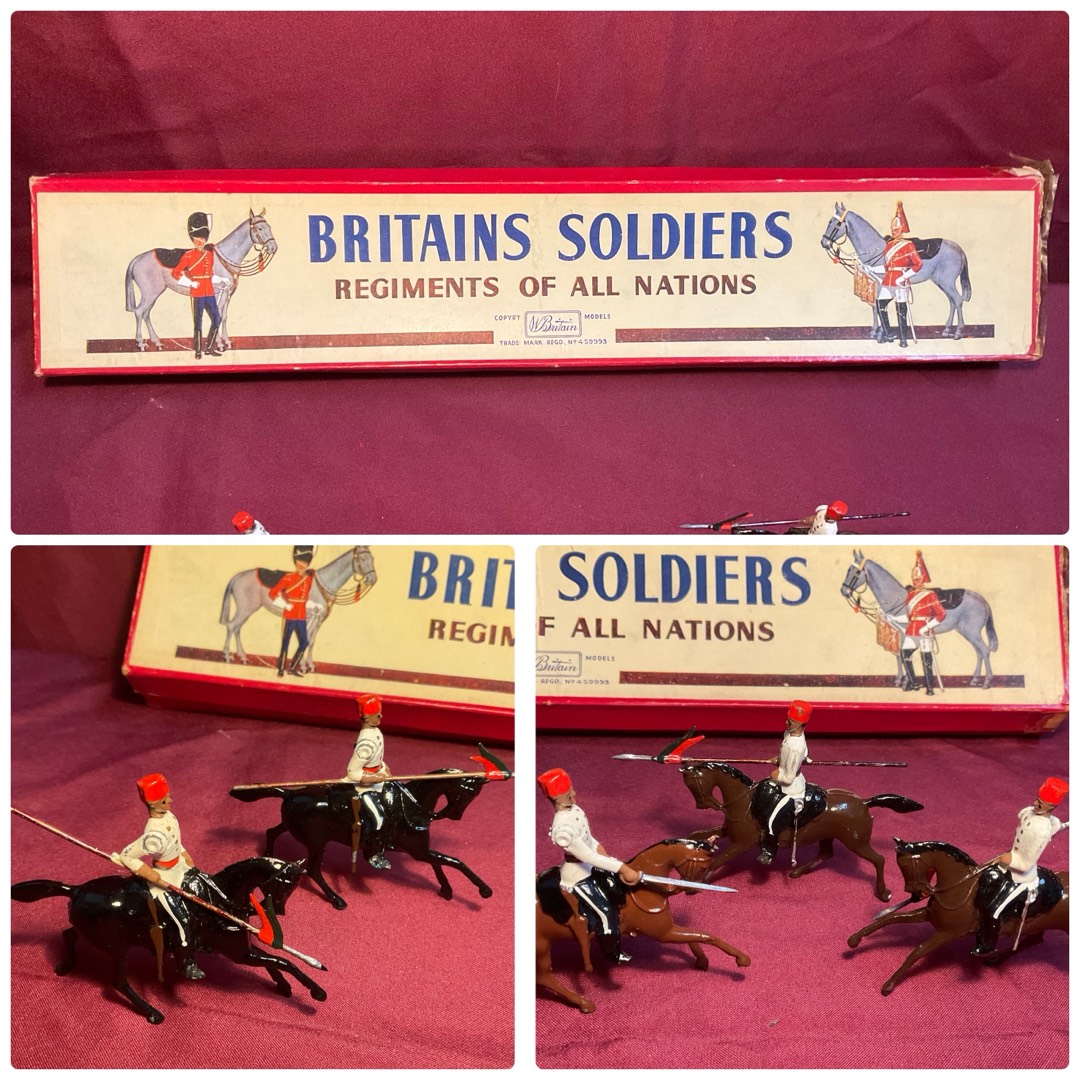 BRITAINS SOLDIERS
REGIMENTS OF ALL NATIONS
COPYRT Britain MODELS
TRADE MARK REGD. Nº 459993
BRIT
REGIM
SOLDIERS
F ALL NATIONS
Britain MODELS
REGD. Nº 459993